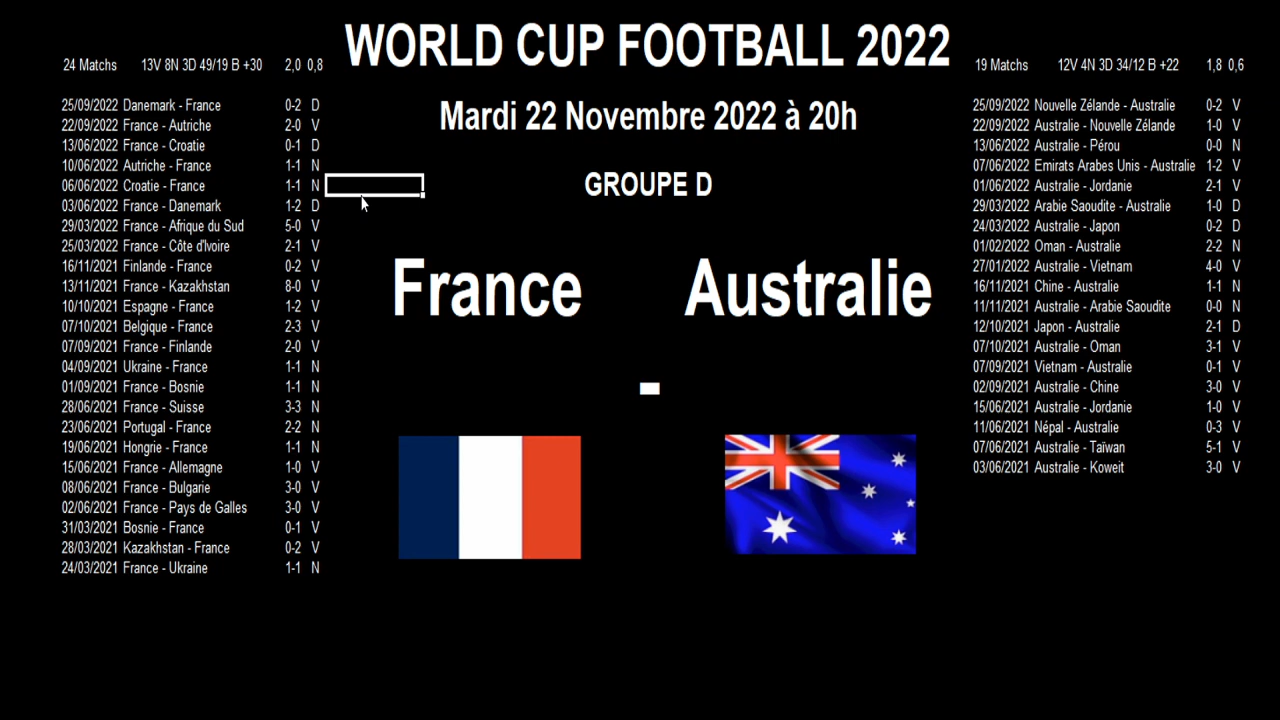 WORLD CUP FOOTBALL 2022
Mardi 22 Novembre 2022 à 20h
GROUPE D
France Australie
-
24 Matchs 13V 8N 3D 49/19 B +30 2,0 0,8
25/09/2022 Danemark - France 0-2 D
22/09/2022 France - Autriche 2-0 V
13/06/2022 France - Croatie 0-1 D
10/06/2022 Autriche - France 1-1 N
06/06/2022 Croatie - France 1-1 N
03/06/2022 France - Danemark 1-2 D
29/03/2022 France - Afrique du Sud 5-0 V
25/03/2022 France - Côte d'Ivoire 2-1 V
16/11/2021 Finlande - France 0-2 V
13/11/2021 France - Kazakhstan 8-0 V
10/10/2021 Espagne - France 1-2 V
07/10/2021 Belgique - France 2-3 V
07/09/2021 France - Finlande 2-0 V
04/09/2021 Ukraine - France 1-1 N
01/09/2021 France - Bosnie 1-1 N
28/06/2021 France - Suisse 3-3 N
23/06/2021 Portugal - France 2-2 N
19/06/2021 Hongrie - France 1-1 N
15/06/2021 France - Allemagne 1-0 V
08/06/2021 France - Bulgarie 3-0 V
02/06/2021 France - Pays de Galles 3-0 V
31/03/2021 Bosnie - France 0-1 V
28/03/2021 Kazakhstan - France 0-2 V
24/03/2021 France - Ukraine 1-1 N
19 Matchs 12V 4N 3D 34/12 B +22 1,8 0,6
25/09/2022 Nouvelle Zélande - Australie 0-2 V
22/09/2022 Australie - Nouvelle Zélande 1-0 V
13/06/2022 Australie - Pérou 0-0 N
07/06/2022 Emirats Arabes Unis - Australie 1-2 V
01/06/2022 Australie - Jordanie 2-1 V
29/03/2022 Arabie Saoudite - Australie 1-0 D
24/03/2022 Australie - Japon 0-2 D
01/02/2022 Oman - Australie 2-2 N
27/01/2022 Australie - Vietnam 4-0 V
16/11/2021 Chine - Australie 1-1 N
11/11/2021 Australie - Arabie Saoudite 0-0 N
12/10/2021 Japon - Australie 2-1 D
07/10/2021 Australie - Oman 3-1 V
07/09/2021 Vietnam - Australie 0-1 V
02/09/2021 Australie - Chine 3-0 V
15/06/2021 Australie - Jordanie 1-0 V
11/06/2021 Népal - Australie 0-3 V
07/06/2021 Australie - Taïwan 5-1 V
03/06/2021 Australie - Koweit 3-0 V